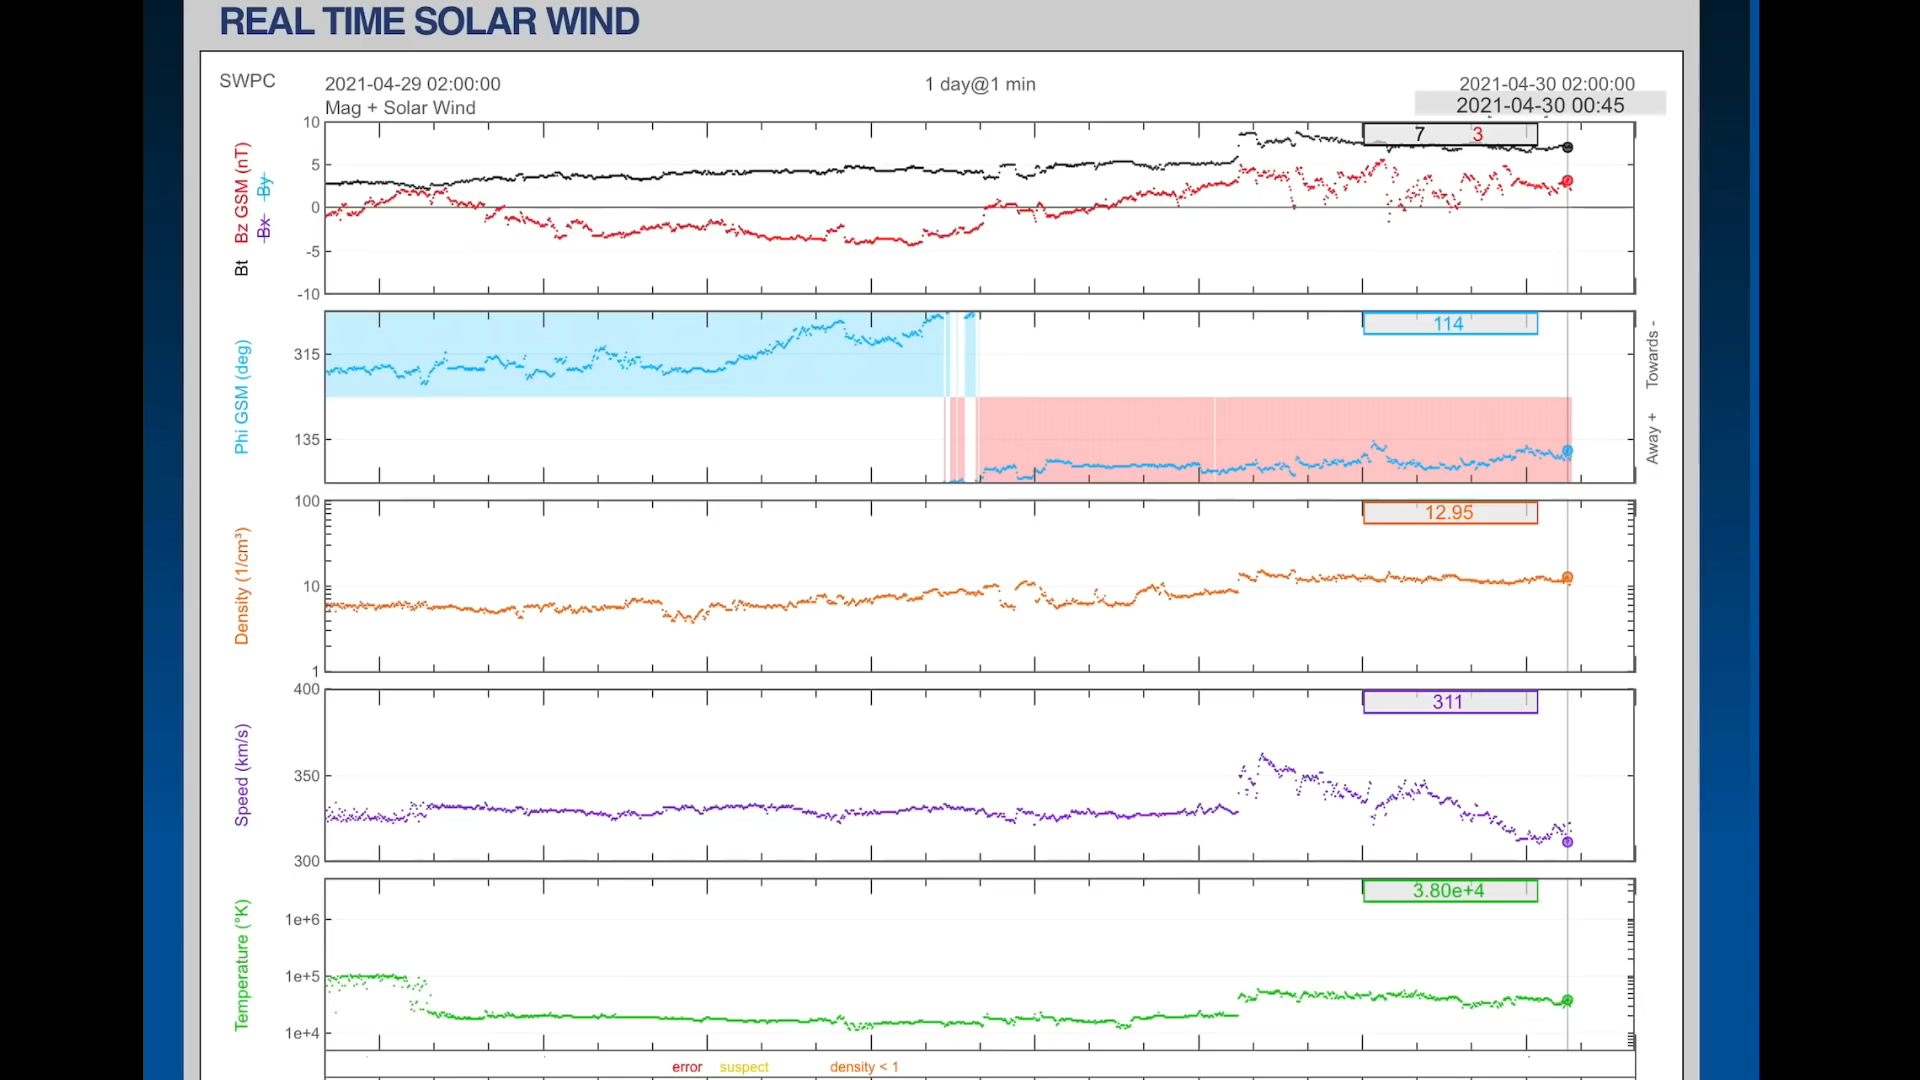 REAL TIME SOLAR WIND
SWPC
2021-04-29 02:00:00
1 day@1 min
2021-04-30 02:00:00
Mag + Solar Wind
2021-04-30 00:45
Bt Bz GSM (nT)
Bx By
10
5
0
-5
-10
7 3
Phi GSM (deg)
315
135
114
Towards -
Away +
Density (1/cm³)
100
10
1
12.95
Speed (km/s)
400
350
300
311
Temperature (°K)
1e+6
1e+5
1e+4
3.80e+4
error suspect density < 1